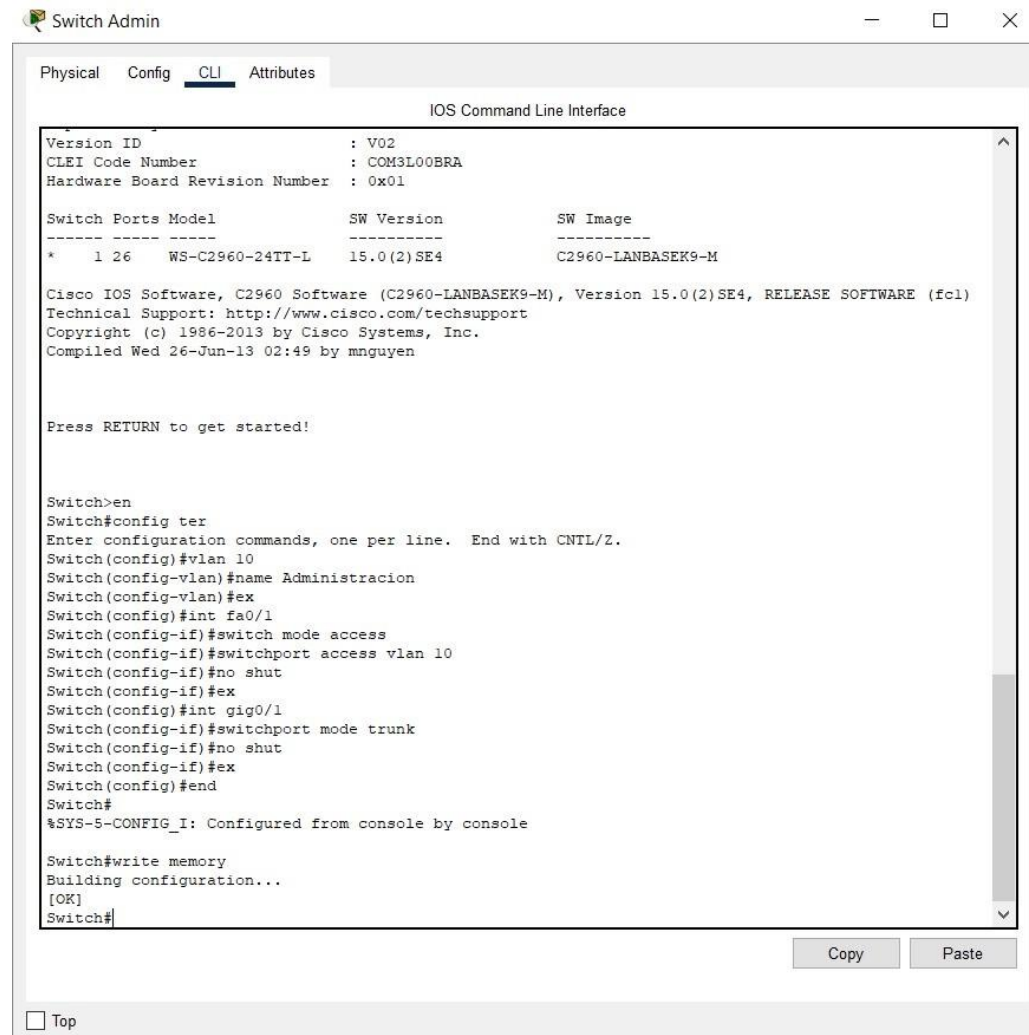 Switch Admin
Physical Config CLI Attributes
IOS Command Line Interface
Version ID : V02
CLEI Code Number : COM3L00BRA
Hardware Board Revision Number : 0x01
Switch Ports Model SW Version SW Image
------ ----- ----- ---------- ----------
* 1 26 WS-C2960-24TT-L 15.0(2)SE4 C2960-LANBASEK9-M
Cisco IOS Software, C2960 Software (C2960-LANBASEK9-M), Version 15.0(2)SE4, RELEASE SOFTWARE (fc1)
Technical Support: http://www.cisco.com/techsupport
Copyright (c) 1986-2013 by Cisco Systems, Inc.
Compiled Wed 26-Jun-13 02:49 by mnguyen
Press RETURN to get started!
Switch>en
Switch#config ter
Enter configuration commands, one per line. End with CNTL/Z.
Switch(config)#vlan 10
Switch(config-vlan)#name Administracion
Switch(config-vlan)#ex
Switch(config)#int fa0/1
Switch(config-if)#switch mode access
Switch(config-if)#switchport access vlan 10
Switch(config-if)#no shut
Switch(config-if)#ex
Switch(config)#int gig0/1
Switch(config-if)#switchport mode trunk
Switch(config-if)#no shut
Switch(config-if)#ex
Switch(config)#end
Switch#
%SYS-5-CONFIG_I: Configured from console by console
Switch#write memory
Building configuration...
[OK]
Switch#
Copy Paste
Top